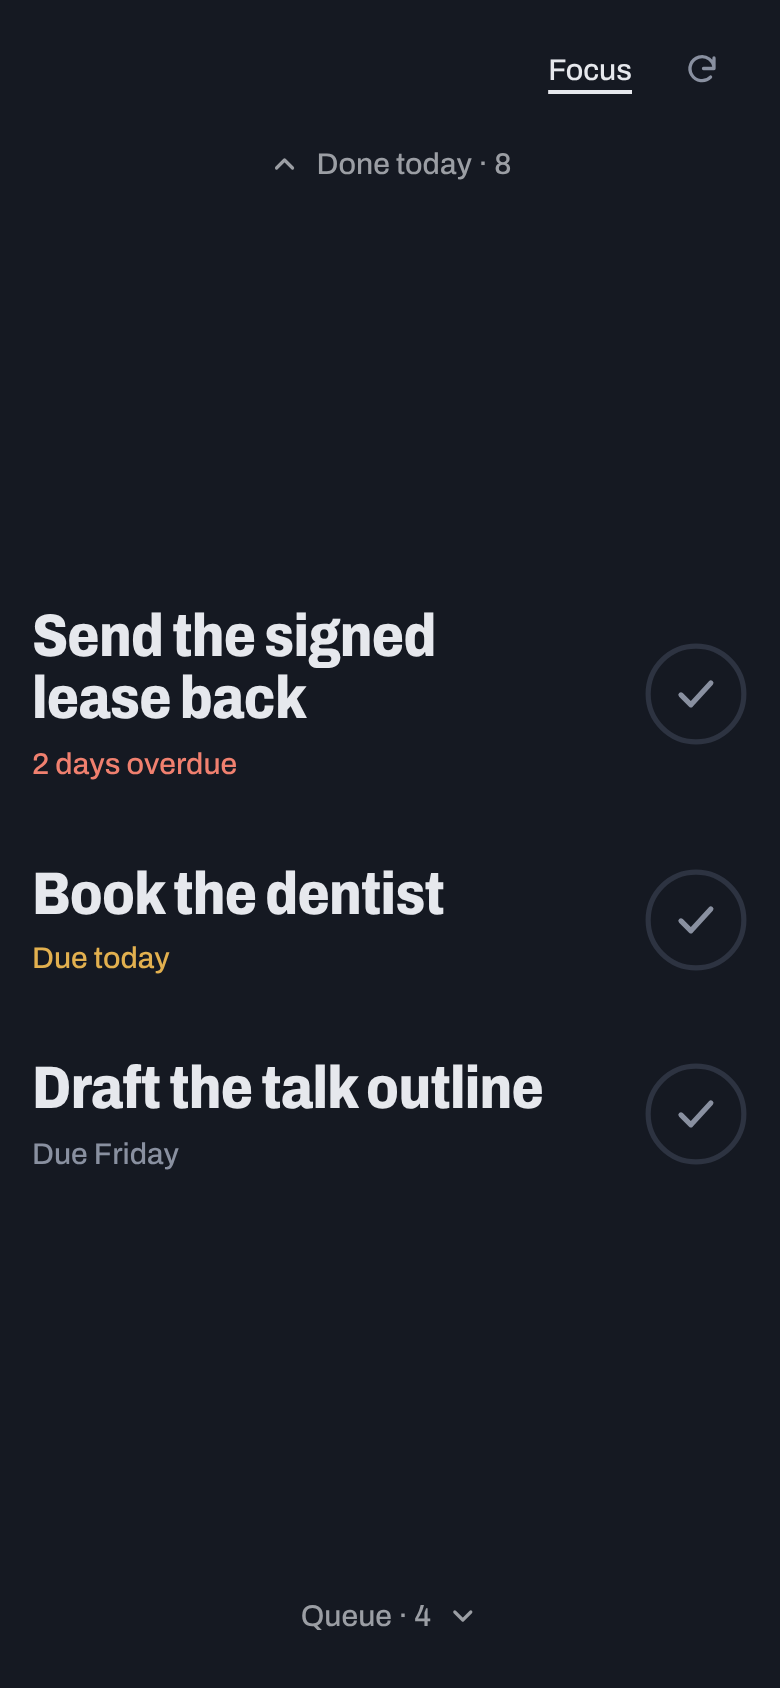 Focus
Done today · 8
Send the signed
lease back
2 days overdue
Book the dentist
Due today
Draft the talk outline
Due Friday
Queue · 4